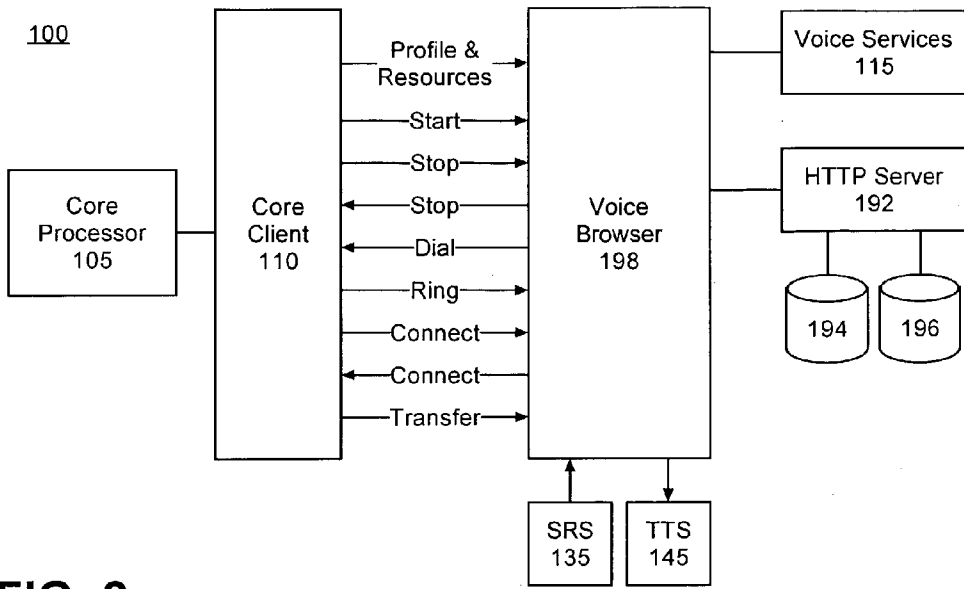 100
Core
Processor
105
Core
Client
110
Profile &
Resources
Start
Stop
Stop
Dial
Ring
Connect
Connect
Transfer
Voice
Browser
198
Voice Services
115
HTTP Server
192
194
196
SRS
135
TTS
145